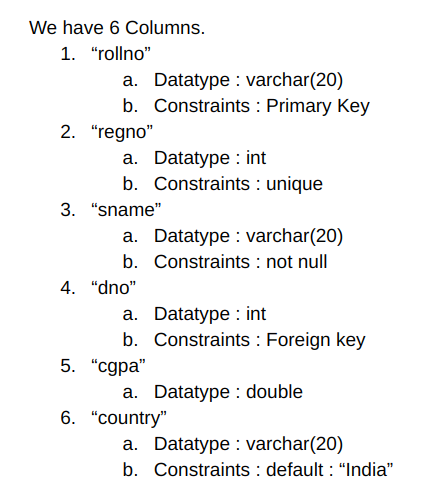 We have 6 Columns.
1. “rollno”
a. Datatype : varchar(20)
b. Constraints : Primary Key
2. “regno”
a. Datatype : int
b. Constraints : unique
3. “sname”
a. Datatype : varchar(20)
b. Constraints : not null
4. “dno”
a. Datatype : int
b. Constraints : Foreign key
5. “cgpa”
a. Datatype : double
6. “country”
a. Datatype : varchar(20)
b. Constraints : default : “India”